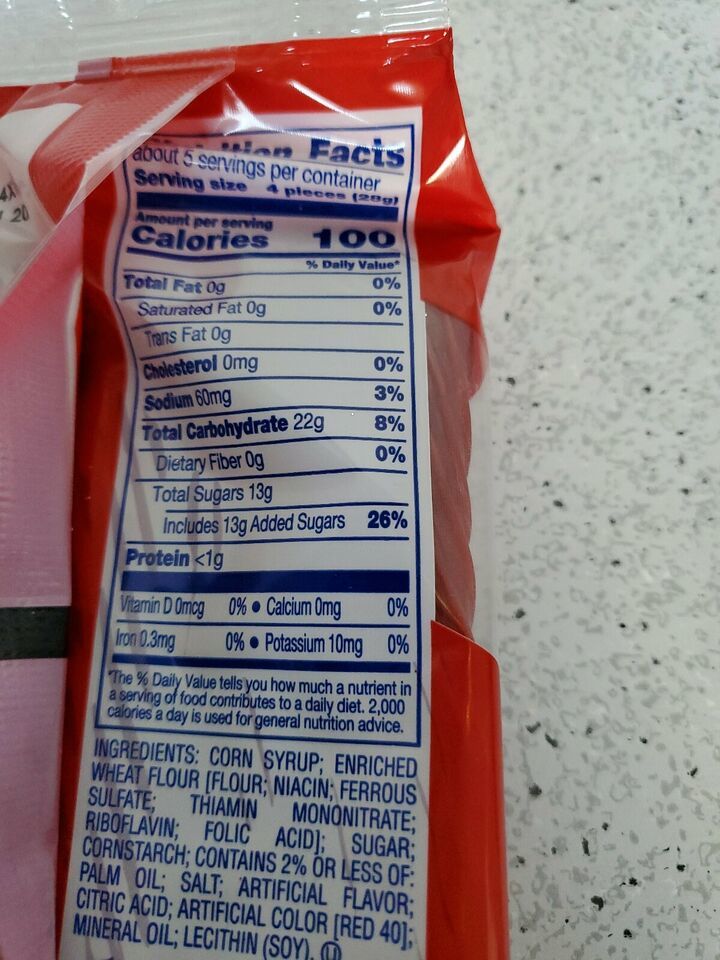 Facts
about 5 servings per container
Serving size 4 pieces (28g)
Amount per serving
Calories 100
% Daily Value*
Total Fat 0g 0%
Saturated Fat 0g 0%
Trans Fat 0g
Cholesterol 0mg 0%
Sodium 60mg 3%
Total Carbohydrate 22g 8%
Dietary Fiber 0g 0%
Total Sugars 13g
Includes 13g Added Sugars 26%
Protein <1g
Vitamin D 0mcg 0% • Calcium 0mg 0%
Iron 0.3mg 0% • Potassium 10mg 0%
*The % Daily Value tells you how much a nutrient in
a serving of food contributes to a daily diet. 2,000
calories a day is used for general nutrition advice.
INGREDIENTS: CORN SYRUP; ENRICHED
WHEAT FLOUR [FLOUR; NIACIN; FERROUS
SULFATE; THIAMIN MONONITRATE;
RIBOFLAVIN; FOLIC ACID]; SUGAR;
CORNSTARCH; CONTAINS 2% OR LESS OF:
PALM OIL; SALT; ARTIFICIAL FLAVOR;
CITRIC ACID; ARTIFICIAL COLOR [RED 40];
MINERAL OIL; LECITHIN (SOY). U